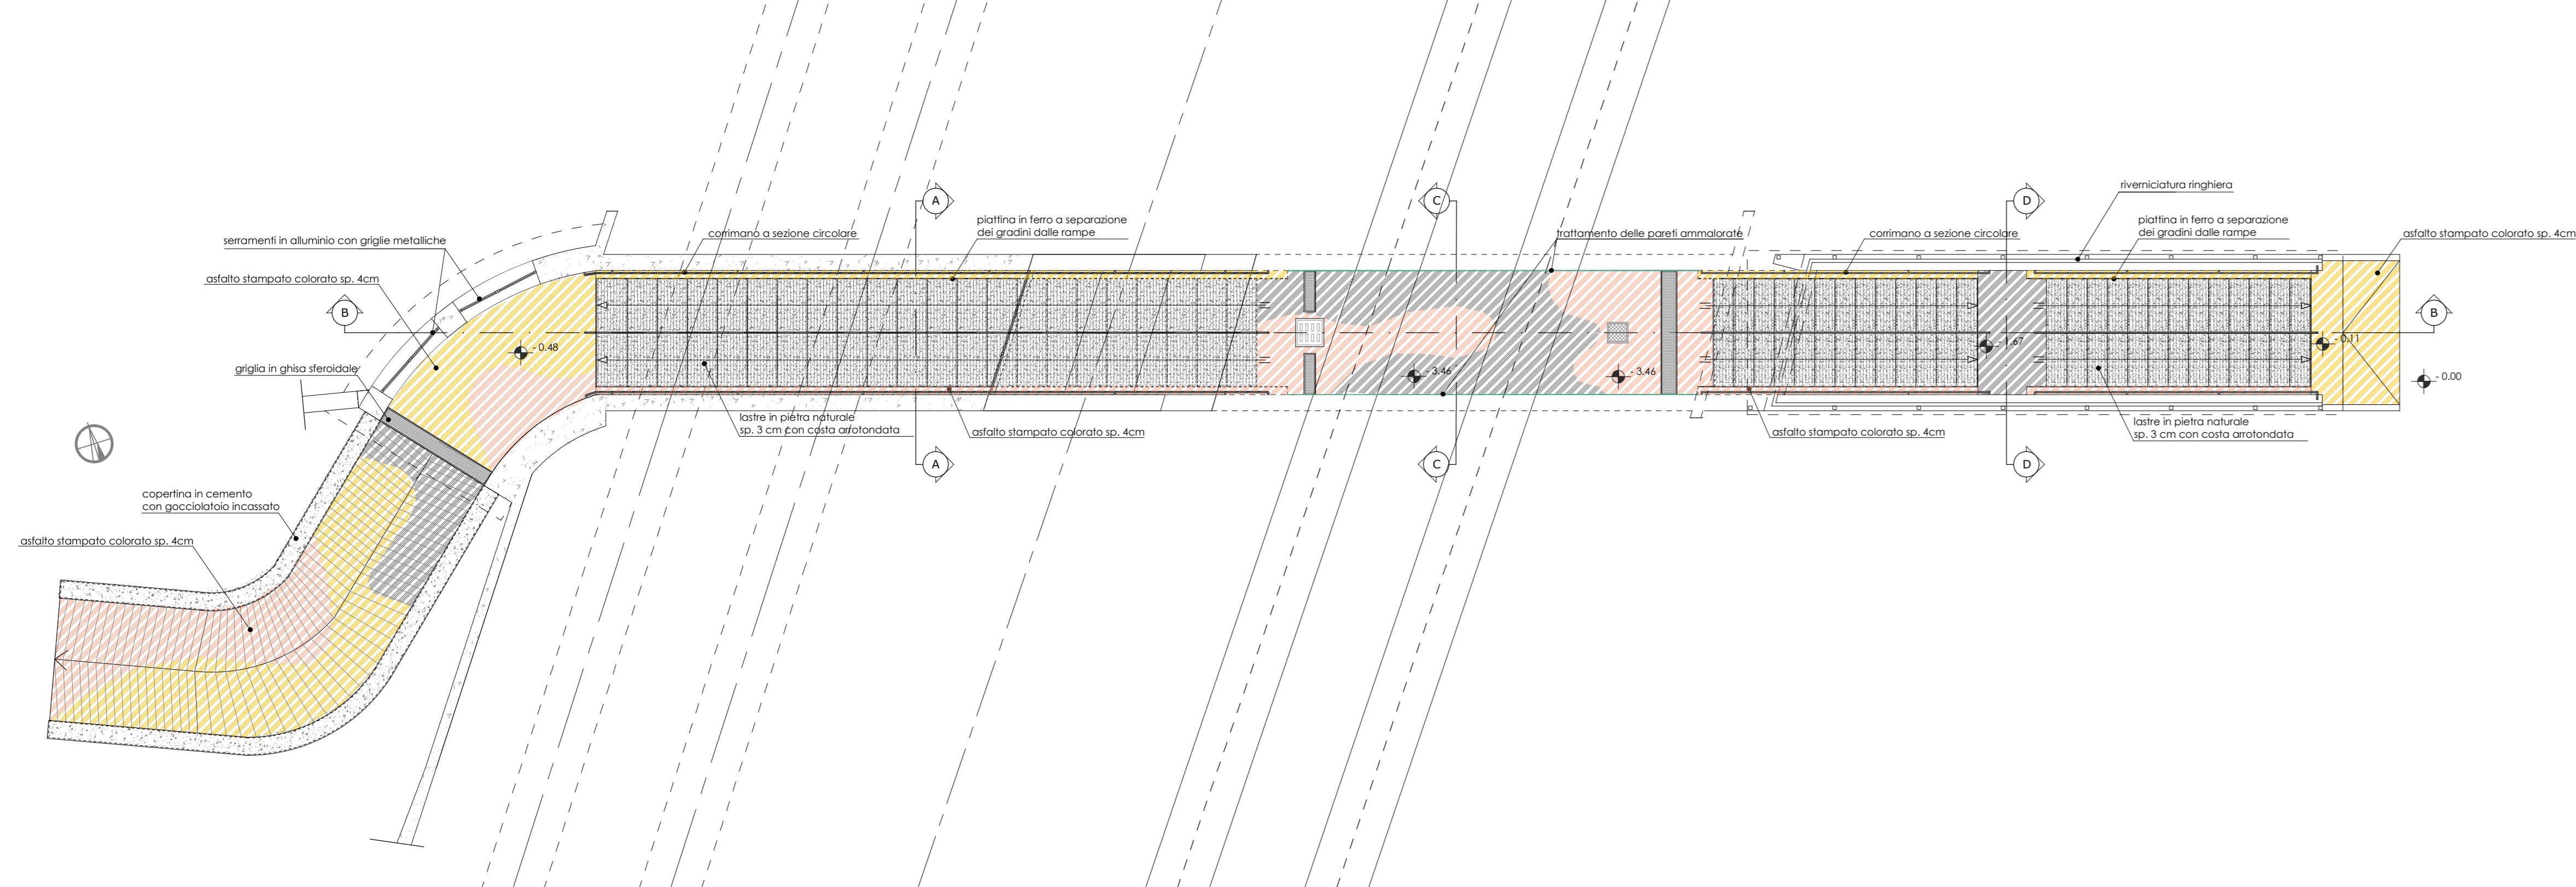 riverniciatura ringhiera
A
C
D
piattina in ferro a separazione
dei gradini dalle rampe
piattina in ferro a separazione
dei gradini dalle rampe
corrimano a sezione circolare
trattamento delle pareti ammalorate
corrimano a sezione circolare
asfalto stampato colorato sp. 4cm
serramenti in alluminio con griglie metalliche
asfalto stampato colorato sp. 4cm
B
B
- 0.48
- 1.67
- 0.11
griglia in ghisa sferoidale
- 3.46
- 3.46
- 0.00
lastre in pietra naturale
sp. 3 cm con costa arrotondata
asfalto stampato colorato sp. 4cm
asfalto stampato colorato sp. 4cm
lastre in pietra naturale
sp. 3 cm con costa arrotondata
A
C
D
copertina in cemento
con gocciolatoio incassato
asfalto stampato colorato sp. 4cm